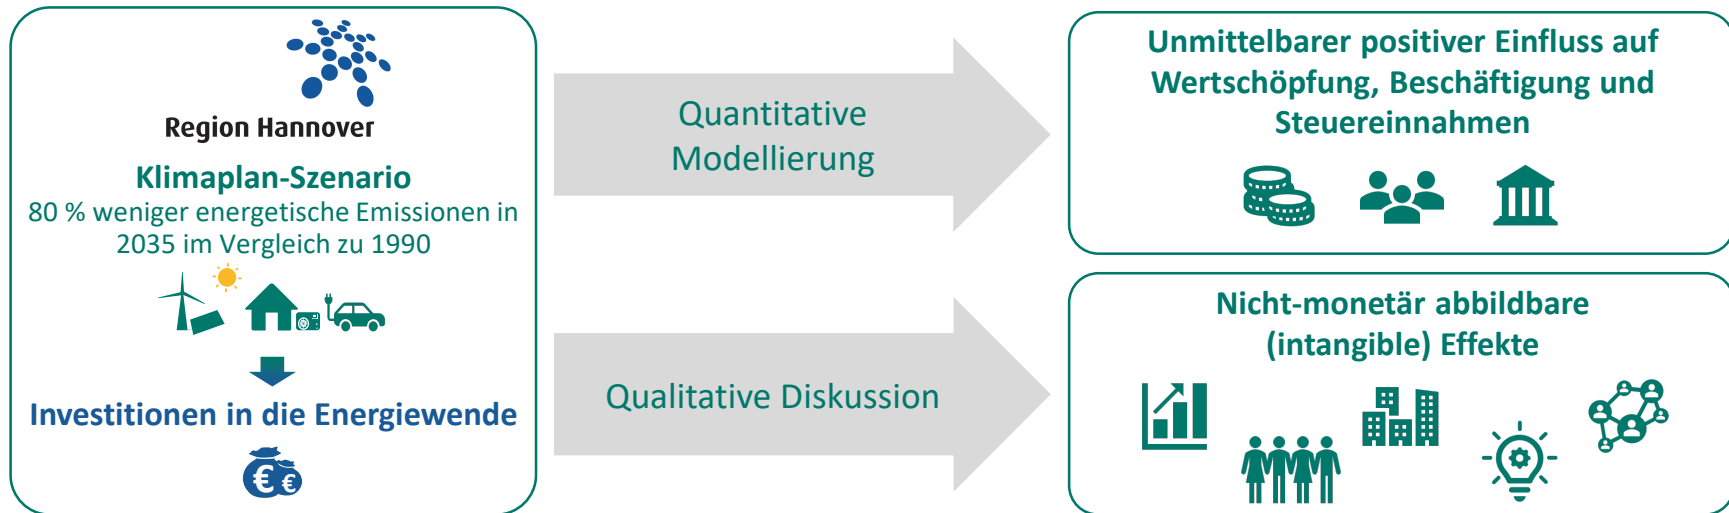 Region Hannover
Klimaplan-Szenario
80 % weniger energetische Emissionen in
2035 im Vergleich zu 1990
Investitionen in die Energiewende
€ €
Quantitative
Modellierung
Qualitative Diskussion
Unmittelbarer positiver Einfluss auf
Wertschöpfung, Beschäftigung und
Steuereinnahmen
Nicht-monetär abbildbare
(intangible) Effekte